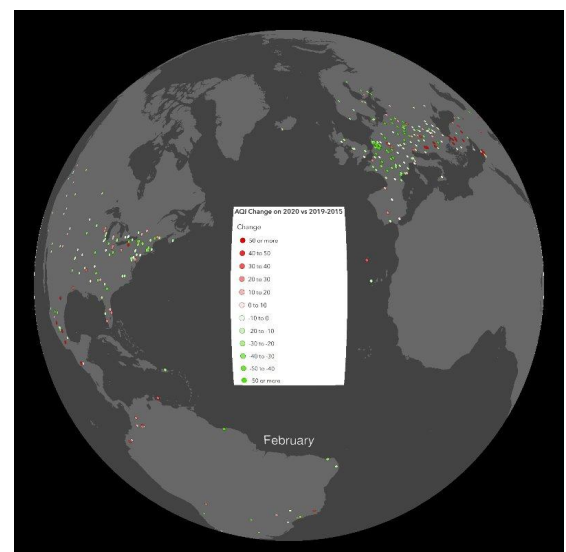 AQI Change on 2020 vs 2019-2015
Change
50 or more
40 to 50
30 to 40
20 to 30
10 to 20
0 to 10
-10 to 0
-20 to -10
-30 to -20
-40 to -30
-50 to -40
-50 or more
February